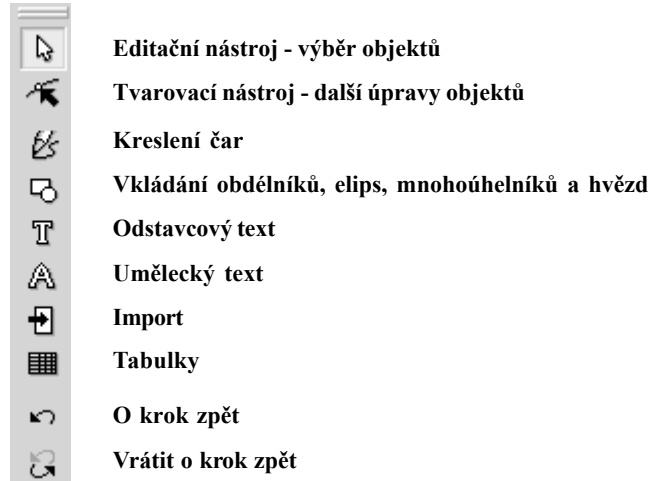 Editační nástroj - výběr objektů
Tvarovací nástroj - další úpravy objektů
Kreslení čar
Vkládání obdélníků, elips, mnohoúhelníků a hvězd
Odstavcový text
Umělecký text
Import
Tabulky
O krok zpět
Vrátit o krok zpět